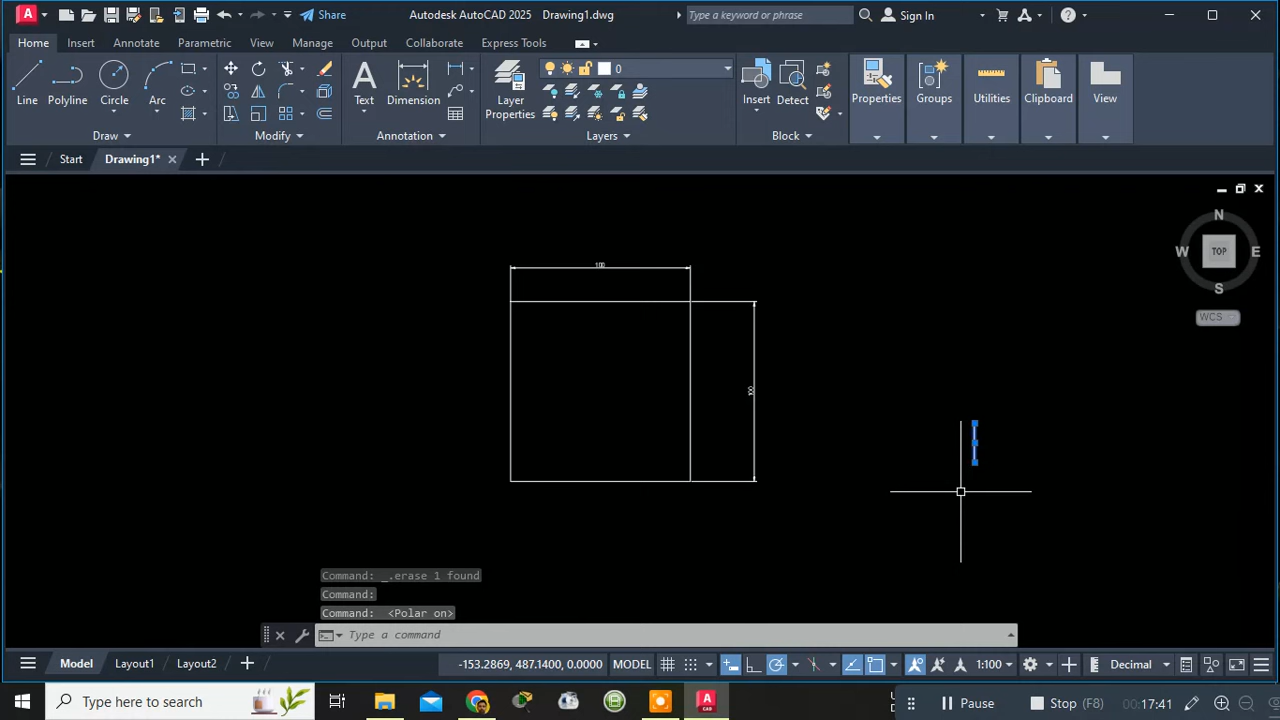 A Share Autodesk AutoCAD 2025 Drawing1.dwg Type a keyword or phrase Sign In
CAD
Home Insert Annotate Parametric View Manage Output Collaborate Express Tools
0
Line Polyline Circle Arc Text Dimension Layer Properties Insert Detect Properties Groups Utilities Clipboard View
Draw Modify Annotation Layers Block
Start Drawing1*
N
W TOP E
S
WCS
100
100
Command: _.erase 1 found
Command:
Command: <Polar on>
Type a command
Model Layout1 Layout2 -153.2869, 487.1400, 0.0000 MODEL 1:100 Decimal
Type here to search A CAD Pause Stop (F8) 00:17:41